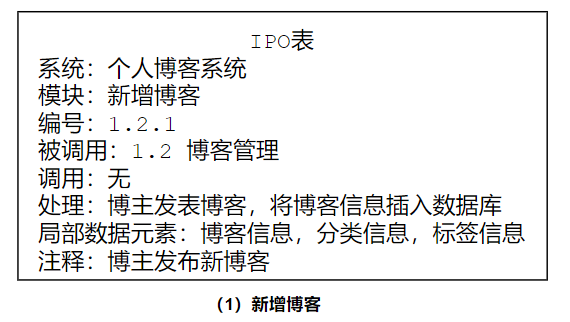 IPO表
系统：个人博客系统
模块：新增博客
编号：1.2.1
被调用：1.2 博客管理
调用：无
处理：博主发表博客，将博客信息插入数据库
局部数据元素：博客信息，分类信息，标签信息
注释：博主发布新博客
（1）新增博客